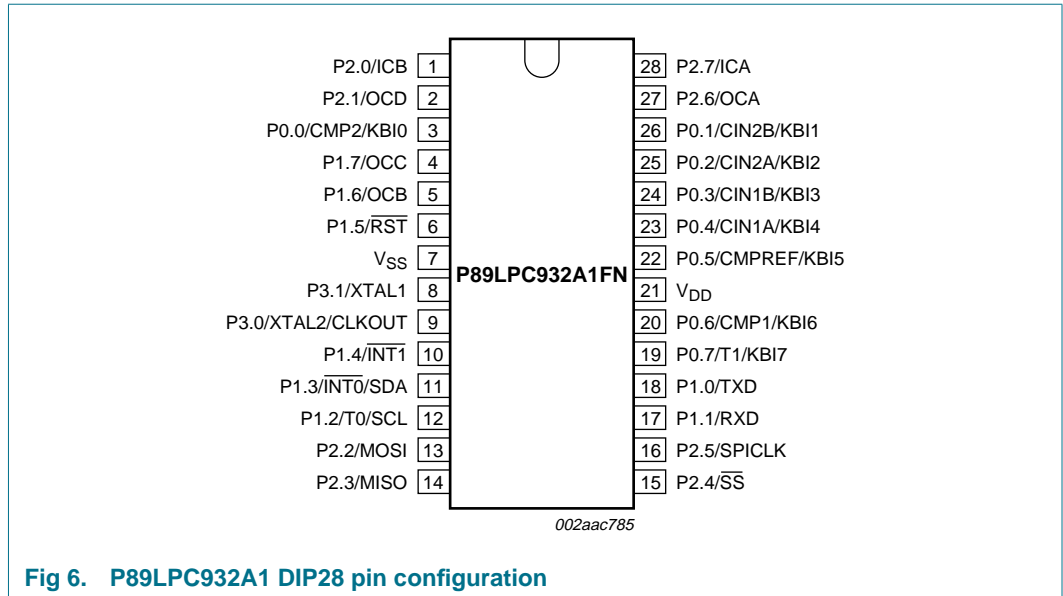 P2.0/ICB 1 28 P2.7/ICA
P2.1/OCD 2 27 P2.6/OCA
P0.0/CMP2/KBI0 3 26 P0.1/CIN2B/KBI1
P1.7/OCC 4 25 P0.2/CIN2A/KBI2
P1.6/OCB 5 24 P0.3/CIN1B/KBI3
P1.5/R̅S̅T̅ 6 23 P0.4/CIN1A/KBI4
VSS 7 22 P0.5/CMPREF/KBI5
P89LPC932A1FN
P3.1/XTAL1 8 21 VDD
P3.0/XTAL2/CLKOUT 9 20 P0.6/CMP1/KBI6
P1.4/I̅N̅T̅1̅ 10 19 P0.7/T1/KBI7
P1.3/I̅N̅T̅0̅/SDA 11 18 P1.0/TXD
P1.2/T0/SCL 12 17 P1.1/RXD
P2.2/MOSI 13 16 P2.5/SPICLK
P2.3/MISO 14 15 P2.4/S̅S̅
002aac785
Fig 6. P89LPC932A1 DIP28 pin configuration